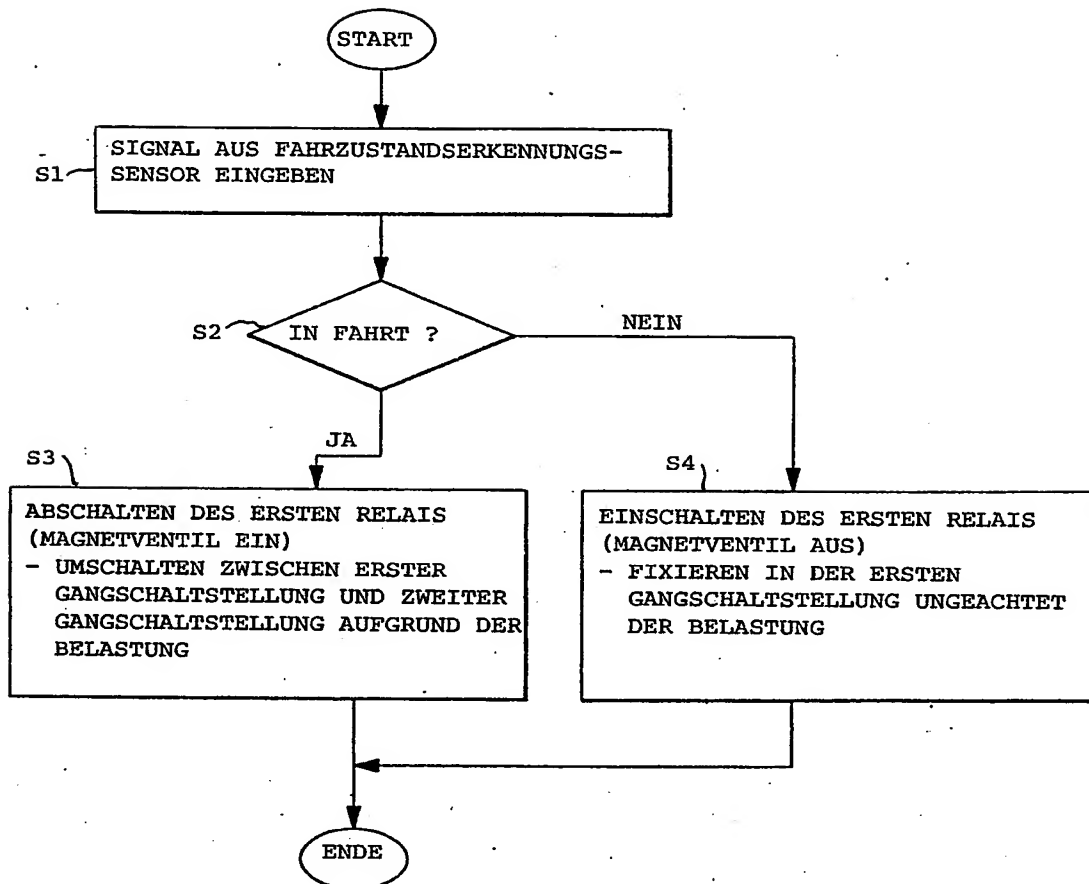 START
S1
SIGNAL AUS FAHRZUSTANDSERKENNUNGS-
SENSOR EINGEBEN
S2
IN FAHRT ?
NEIN
JA
S3
ABSCHALTEN DES ERSTEN RELAIS
(MAGNETVENTIL EIN)
- UMSCHALTEN ZWISCHEN ERSTER
GANGSCHALTSTELLUNG UND ZWEITER
GANGSCHALTSTELLUNG AUFGRUND DER
BELASTUNG
S4
EINSCHALTEN DES ERSTEN RELAIS
(MAGNETVENTIL AUS)
- FIXIEREN IN DER ERSTEN
GANGSCHALTSTELLUNG UNGEACHTET
DER BELASTUNG
ENDE